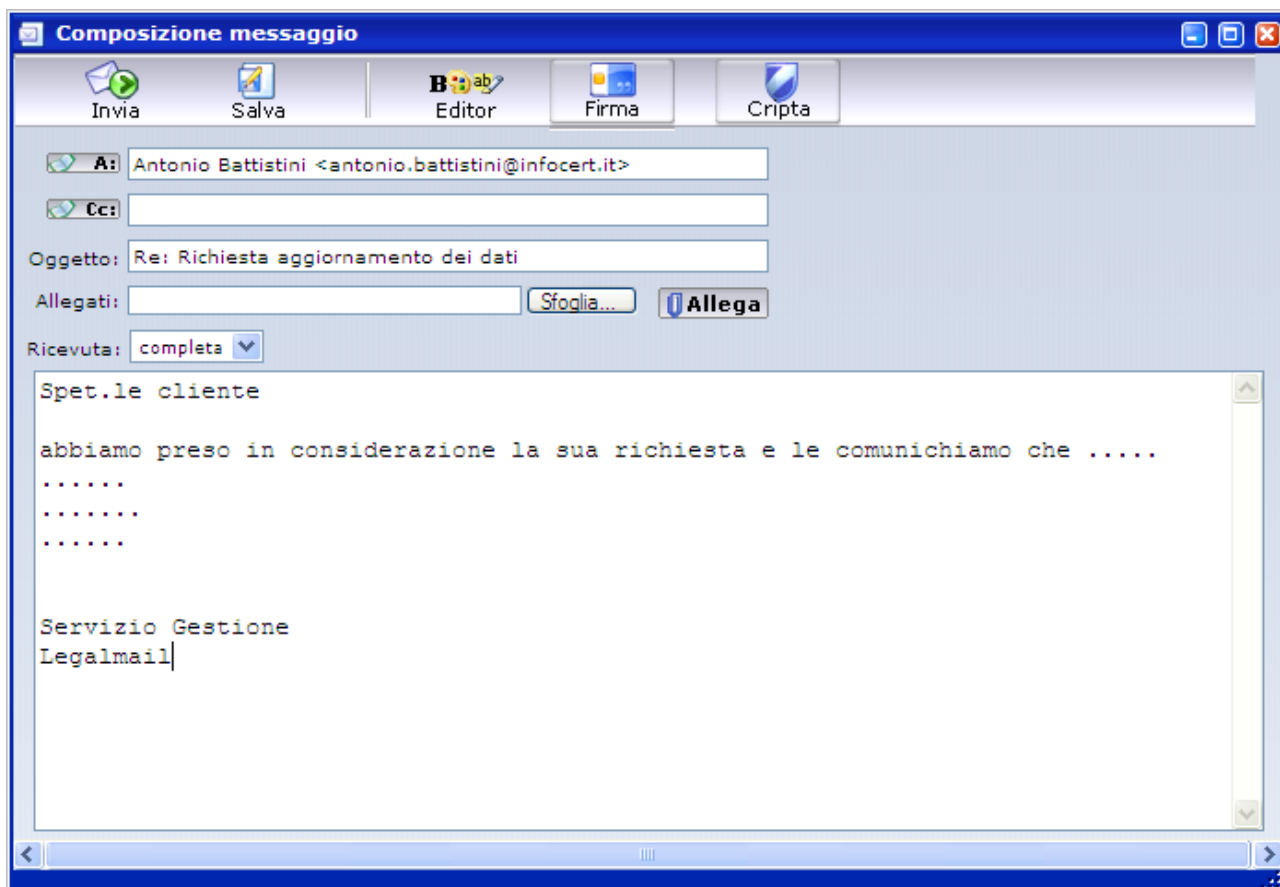 Composizione messaggio
Invia Salva Editor Firma Cripta
A: Antonio Battistini <antonio.battistini@infocert.it>
Cc:
Oggetto: Re: Richiesta aggiornamento dei dati
Allegati: Sfoglia... Allega
Ricevuta: completa
Spet.le cliente
abbiamo preso in considerazione la sua richiesta e le comunichiamo che .....
......
.......
......
Servizio Gestione
Legalmail